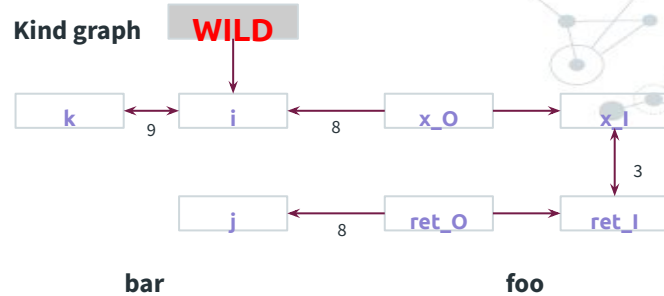 Kind graph
WILD
k
i
x_O
x_I
9
8
3
j
ret_O
ret_I
8
bar
foo